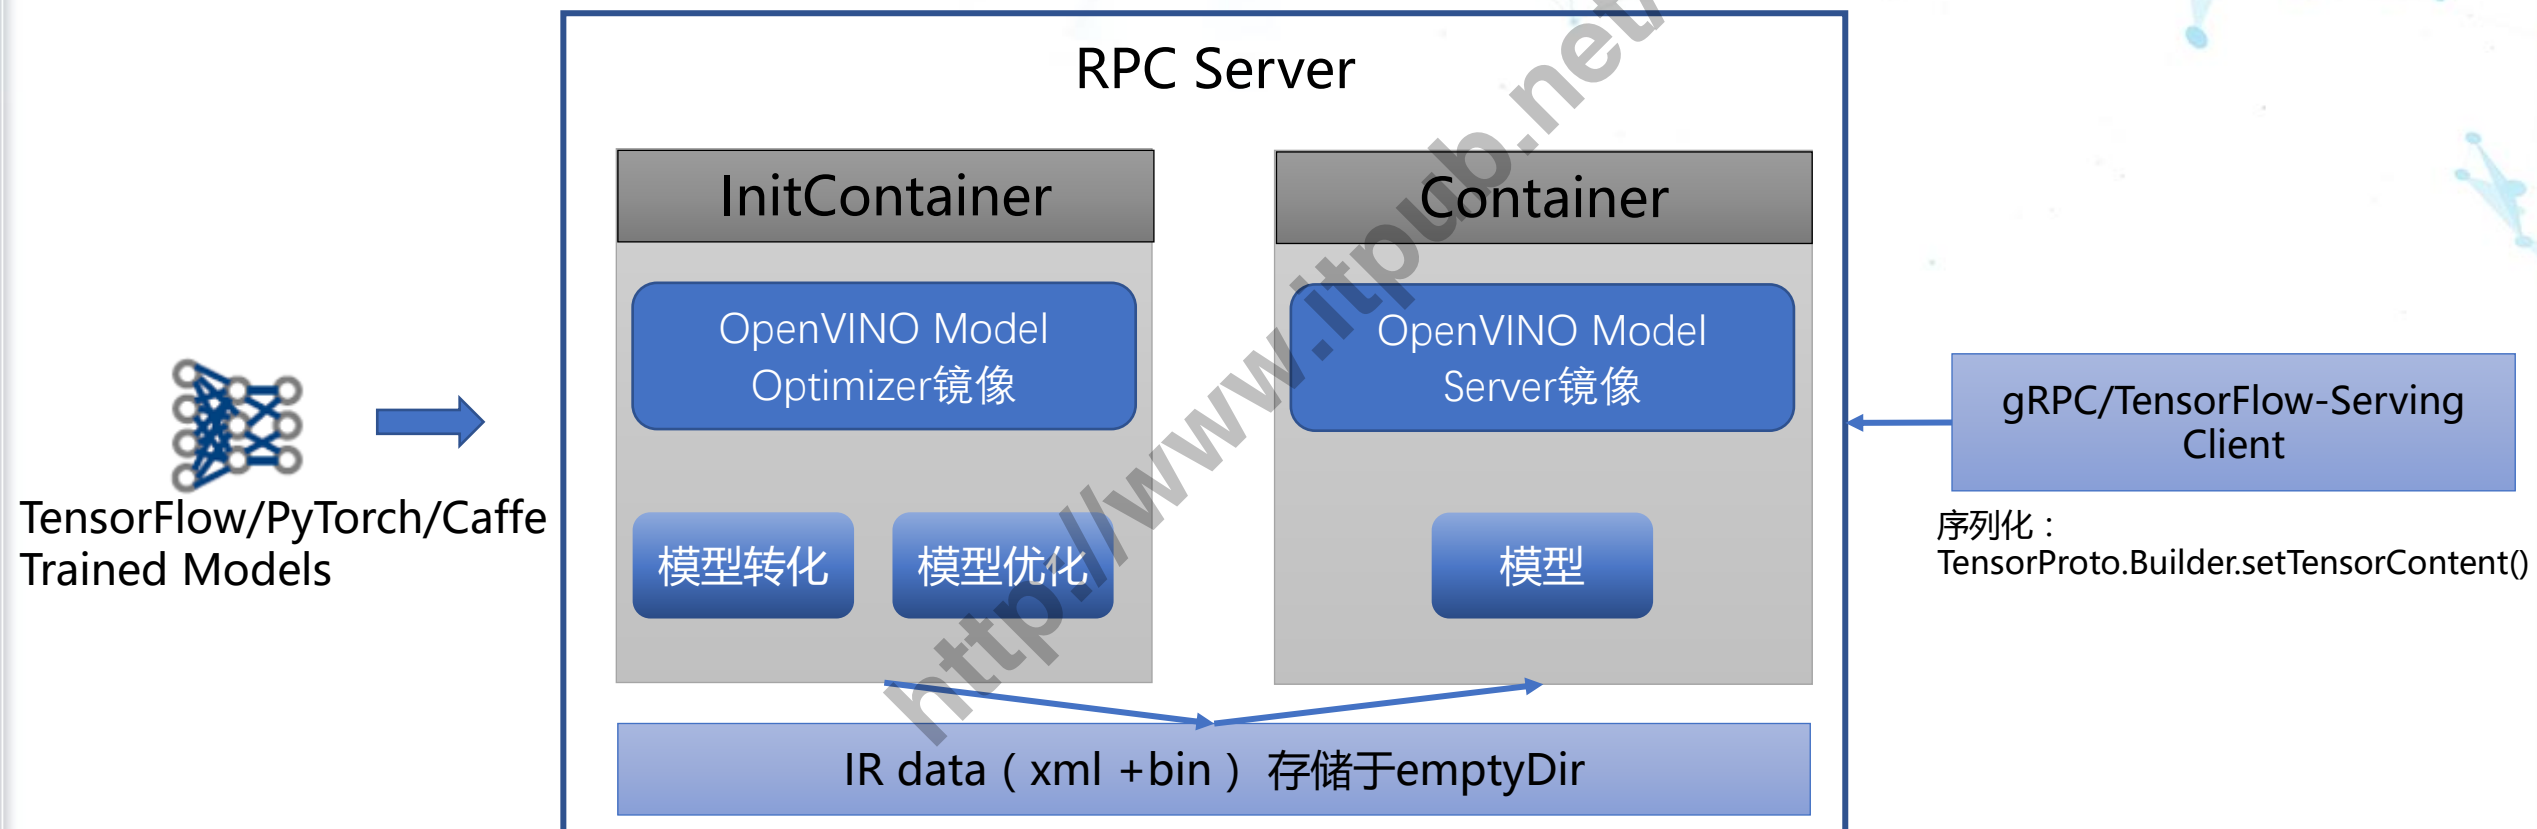 RPC Server
InitContainer
Container
OpenVINO Model
Optimizer镜像
OpenVINO Model
Server镜像
gRPC/TensorFlow-Serving
Client
TensorFlow/PyTorch/Caffe
Trained Models
模型转化
模型优化
模型
序列化：
TensorProto.Builder.setTensorContent()
IR data（xml +bin） 存储于emptyDir
http://www.itpub.net/